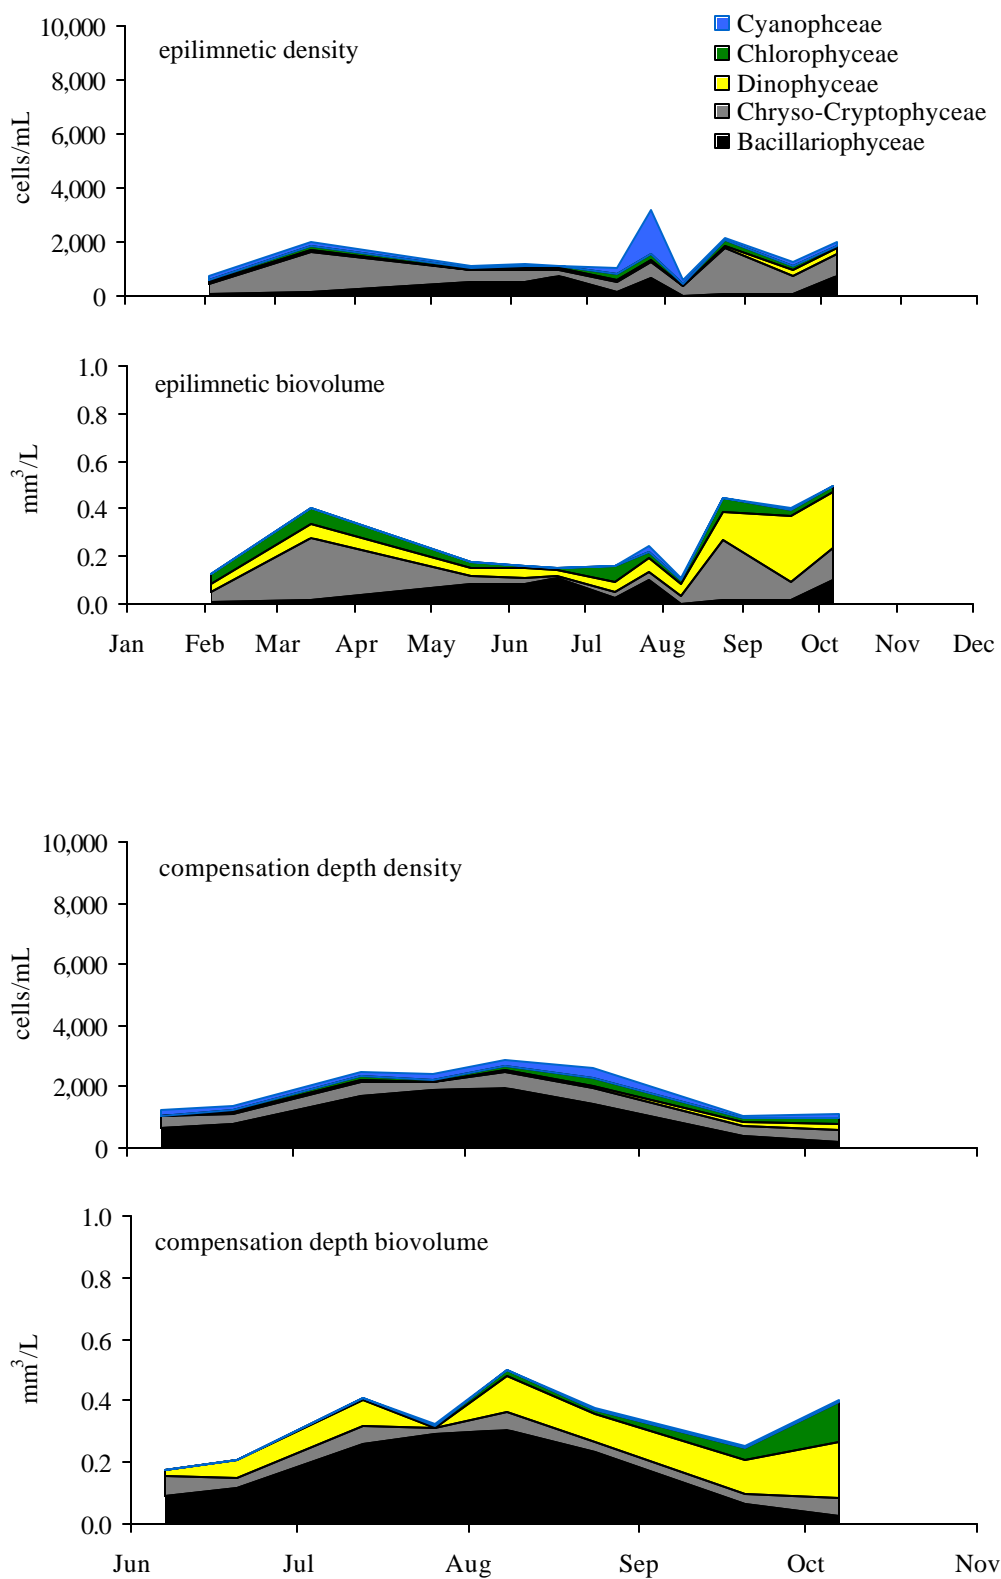 10,000
8,000
6,000
4,000
2,000
0
cells/mL
epilimnetic density
Cyanophceae
Chlorophyceae
Dinophyceae
Chryso-Cryptophyceae
Bacillariophyceae
1.0
0.8
0.6
0.4
0.2
0.0
mm³/L
epilimnetic biovolume
Jan Feb Mar Apr May Jun Jul Aug Sep Oct Nov Dec
10,000
8,000
6,000
4,000
2,000
0
cells/mL
compensation depth density
1.0
0.8
0.6
0.4
0.2
0.0
mm³/L
compensation depth biovolume
Jun Jul Aug Sep Oct Nov